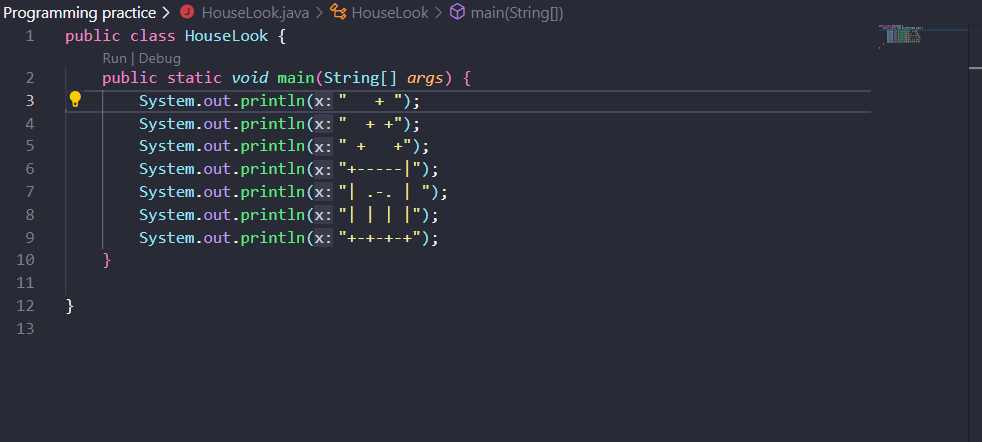 Programming practice > HouseLook.java > HouseLook > main(String[])
1 public class HouseLook {
Run | Debug
2 public static void main(String[] args) {
3 System.out.println(x: "   + ");
4 System.out.println(x: "  + +");
5 System.out.println(x: " +   +");
6 System.out.println(x: "+-----|");
7 System.out.println(x: "| .-. | ");
8 System.out.println(x: "| | | |");
9 System.out.println(x: "+-+-+-+");
10 }
11
12 }
13